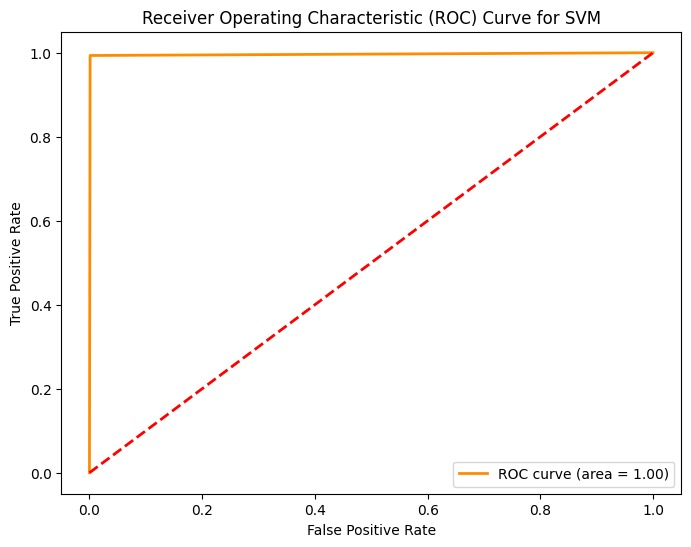 Receiver Operating Characteristic (ROC) Curve for SVM
1.0
0.8
0.6
0.4
0.2
0.0
True Positive Rate
ROC curve (area = 1.00)
0.0 0.2 0.4 0.6 0.8 1.0
False Positive Rate